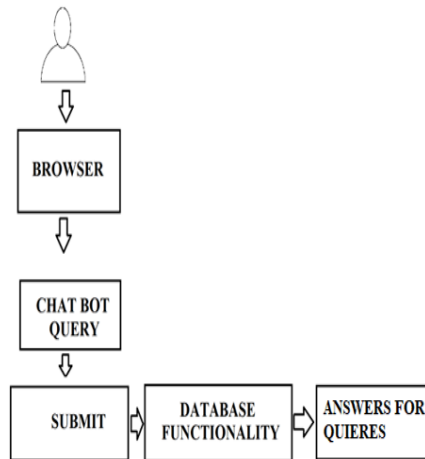 BROWSER
CHAT BOT
QUERY
SUBMIT
DATABASE
FUNCTIONALITY
ANSWERS FOR
QUIERES